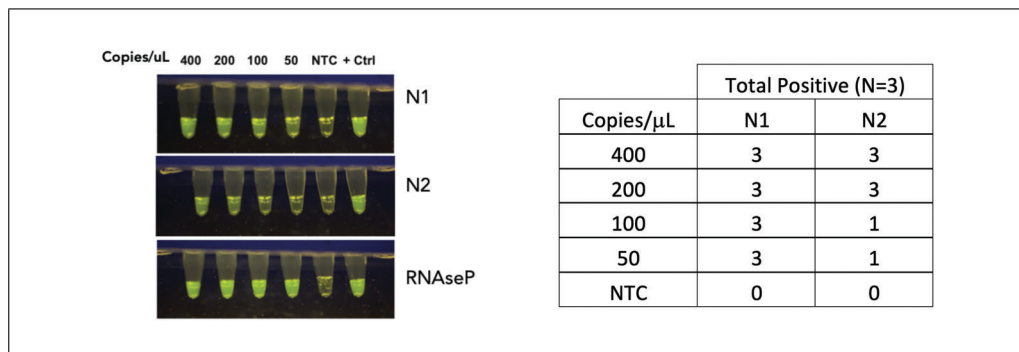 Copies/uL 400 200 100 50 NTC + Ctrl
N1
N2
RNAseP
Total Positive (N=3)
Copies/μL N1 N2
400 3 3
200 3 3
100 3 1
50 3 1
NTC 0 0